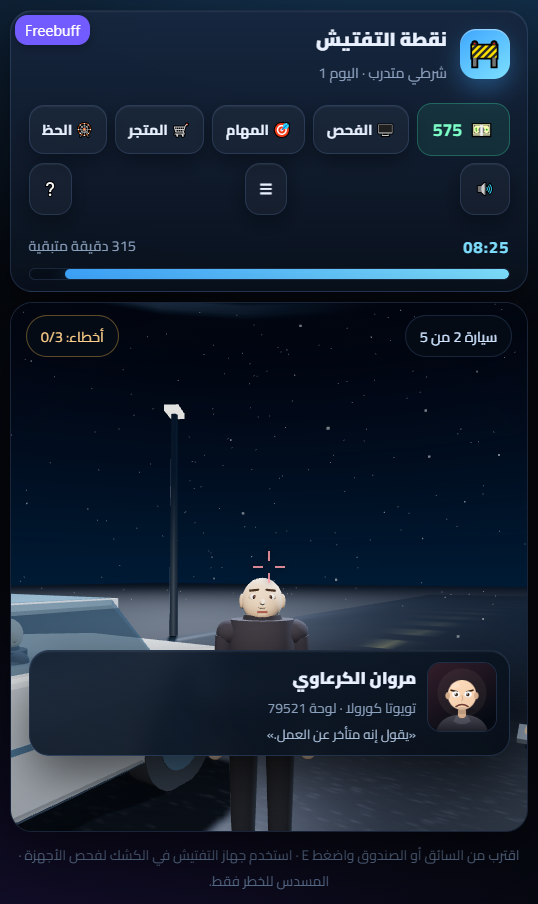 Freebuff
نقطة التفتيش
شرطي متدرب · اليوم 1
575
الفحص
المهام
المتجر
الحظ
☰
?
08:25
315 دقيقة متبقية
سيارة 2 من 5
أخطاء: 0/3
مروان الكرعاوي
تويوتا كورولا · لوحة 79521
«يقول إنه متأخر عن العمل.»
اقترب من السائق أو الصندوق واضغط E · استخدم جهاز التفتيش في الكشك لفحص الأجهزة ·
المسدس للخطر فقط.